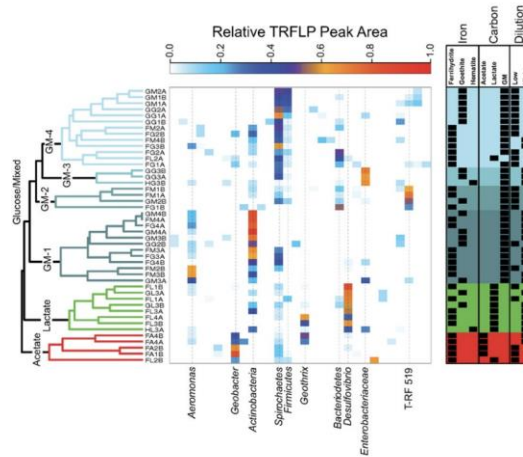 Relative TRFLP Peak Area
0.0
0.2
0.4
0.6
0.8
1.0
Iron
Carbon
Dilution
Ferrihydrite
Goethite
Hematite
Acetate
Lactate
GM
Low
Glucose/Mixed
GM-4
GM-3
GM-2
GM-1
Lactate
Acetate
GM2A
GM1B
GM1A
GG2A
GG1A
GG1B
FM2A
FG2B
FM4B
FG3B
FG2A
FL2A
FG1A
GG3B
GG3A
HG3B
FM1B
FM1A
GM2B
FG1B
GM4B
FM4A
FG4A
GM4A
GM3B
GG2B
FM3A
FG3A
FG4B
FM2B
FM3B
GM3A
FL1B
GL3A
FL1A
GL3B
FL3A
FL4A
FL3B
FA4B
FA4A
FA2B
FA1B
FL2B
Aeromonas
Geobacter
Actinobacteria
Spirochaetes
Firmicutes
Geothrix
Bacteriodetes
Desulfovibrio
Enterobacteriaceae
T-RF 519